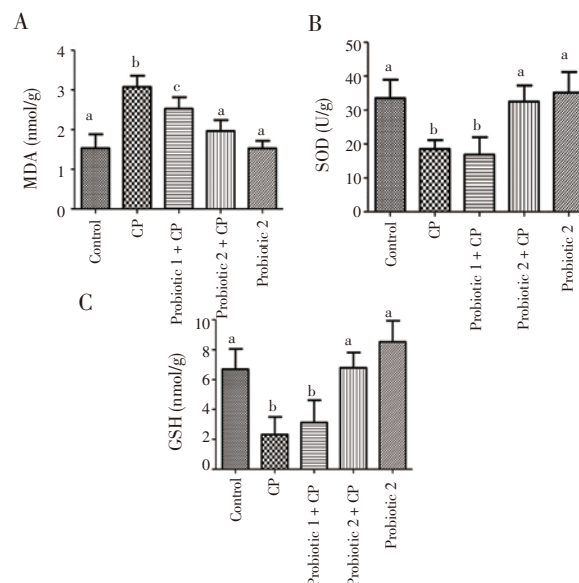 A
MDA (nmol/g)
4
3
2
1
0
a
b
c
a
a
Control
CP
Probiotic 1 + CP
Probiotic 2 + CP
Probiotic 2
B
SOD (U/g)
50
40
30
20
10
0
a
b
b
a
a
Control
CP
Probiotic 1 + CP
Probiotic 2 + CP
Probiotic 2
C
GSH (nmol/g)
10
8
6
4
2
0
a
b
b
a
a
Control
CP
Probiotic 1 + CP
Probiotic 2 + CP
Probiotic 2